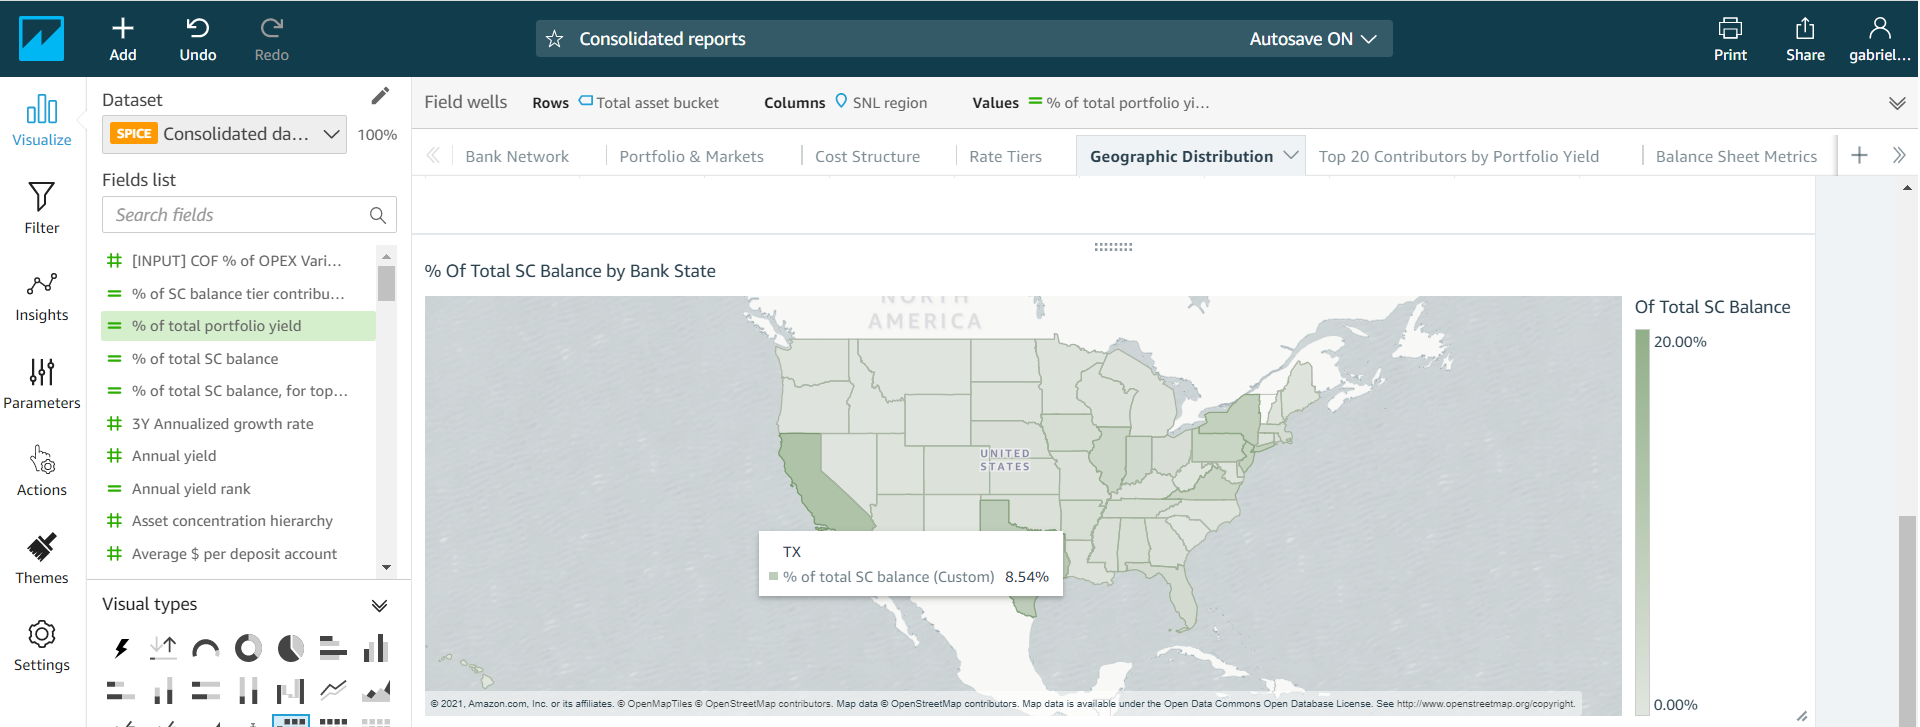 Add
Undo
Redo
Consolidated reports
Autosave ON
Print
Share
gabriel...
Visualize
Filter
Insights
Parameters
Actions
Themes
Settings
Dataset
SPICE Consolidated da... 100%
Fields list
Search fields
[INPUT] COF % of OPEX Vari...
% of SC balance tier contribu...
% of total portfolio yield
% of total SC balance
% of total SC balance, for top...
3Y Annualized growth rate
Annual yield
Annual yield rank
Asset concentration hierarchy
Average $ per deposit account
Visual types
Field wells Rows Total asset bucket Columns SNL region Values % of total portfolio yi...
Bank Network Portfolio & Markets Cost Structure Rate Tiers Geographic Distribution Top 20 Contributors by Portfolio Yield Balance Sheet Metrics
% Of Total SC Balance by Bank State
NORTH
AMERICA
UNITED
STATES
TX
% of total SC balance (Custom) 8.54%
© 2021, Amazon.com, Inc. or its affiliates. © OpenMapTiles © OpenStreetMap contributors. Map data © OpenStreetMap contributors. Map data is available under the Open Data Commons Open Database License. See http://www.openstreetmap.org/copyright.
Of Total SC Balance
20.00%
0.00%